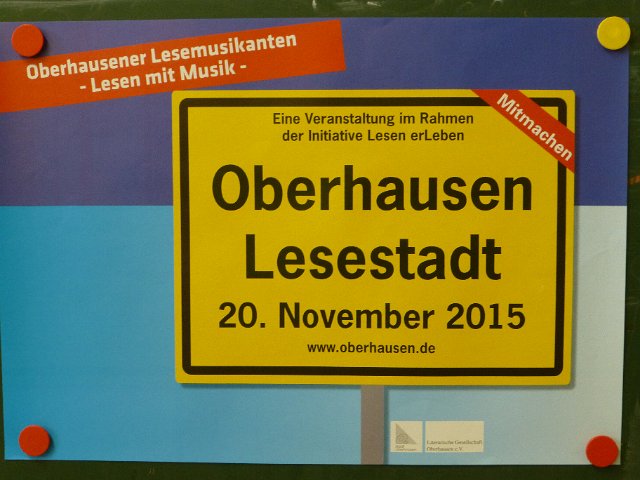 Oberhausener Lesemusikanten
- Lesen mit Musik -
Eine Veranstaltung im Rahmen
der Initiative Lesen erLeben
Mitmachen
Oberhausen
Lesestadt
20. November 2015
www.oberhausen.de
Literarische Gesellschaft
Oberhausen e.V.